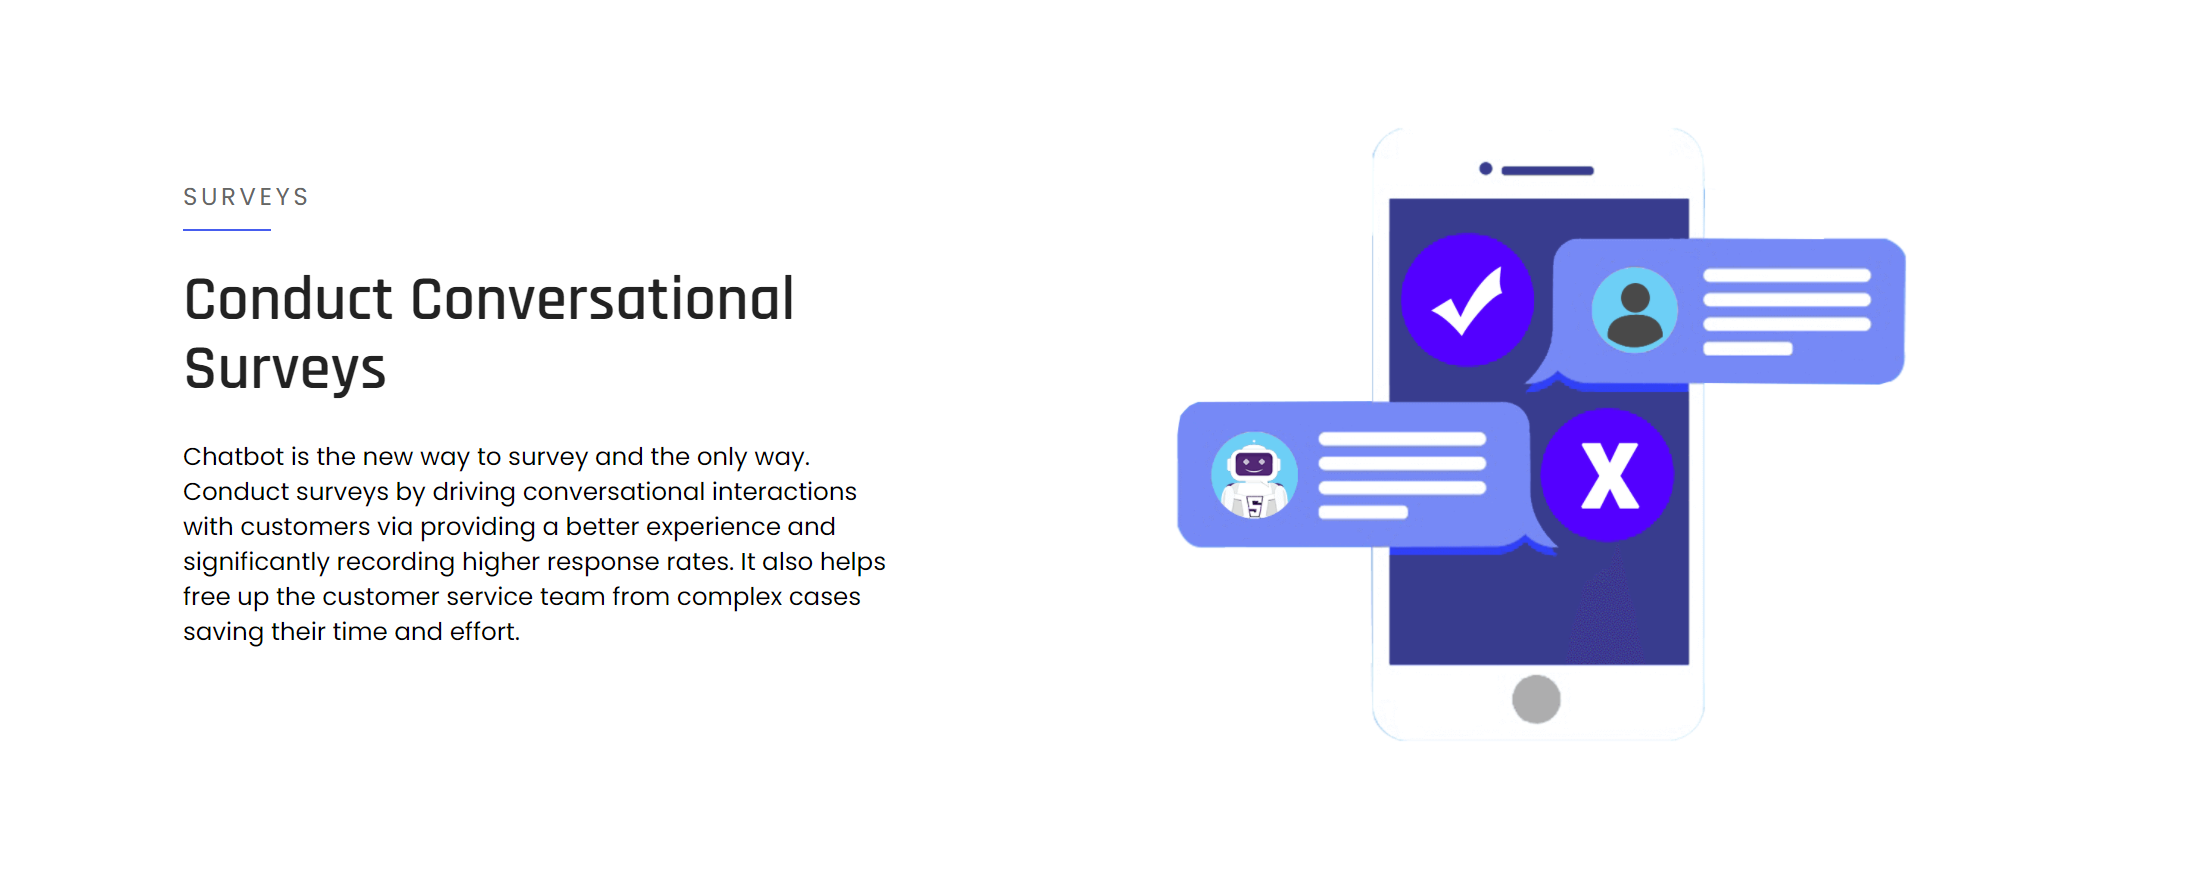 SURVEYS
Conduct Conversational
Surveys
Chatbot is the new way to survey and the only way.
Conduct surveys by driving conversational interactions
with customers via providing a better experience and
significantly recording higher response rates. It also helps
free up the customer service team from complex cases
saving their time and effort.
X
S